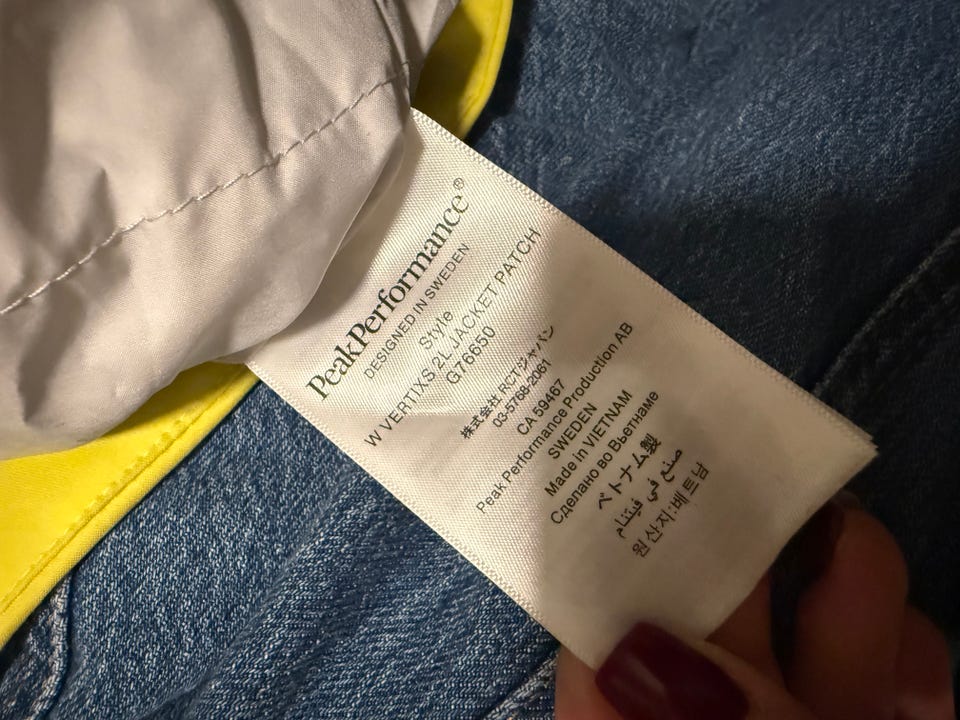 PeakPerformance®
DESIGNED IN SWEDEN
Style
W VERTIXS 2L JACKET PATCH
G76650
株式会社RCTジャパン
03-5768-2061
CA 59467
Peak Performance Production AB
SWEDEN
Made in VIETNAM
Сделано во Вьетнаме
ベトナム製
صنع في فيتنام
원산지:베트남